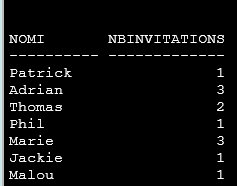 NOMI       NBINVITATIONS
---------- -------------
Patrick                1
Adrian                 3
Thomas                 2
Phil                   1
Marie                  3
Jackie                 1
Malou                  1